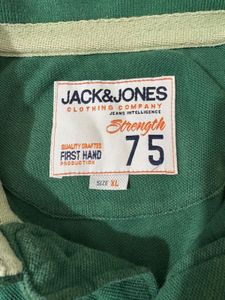 JACK&JONES
CLOTHING COMPANY
JEANS INTELLIGENCE
Strength
QUALITY CRAFTED
FIRST HAND
PRODUCTION
75
SIZE XL